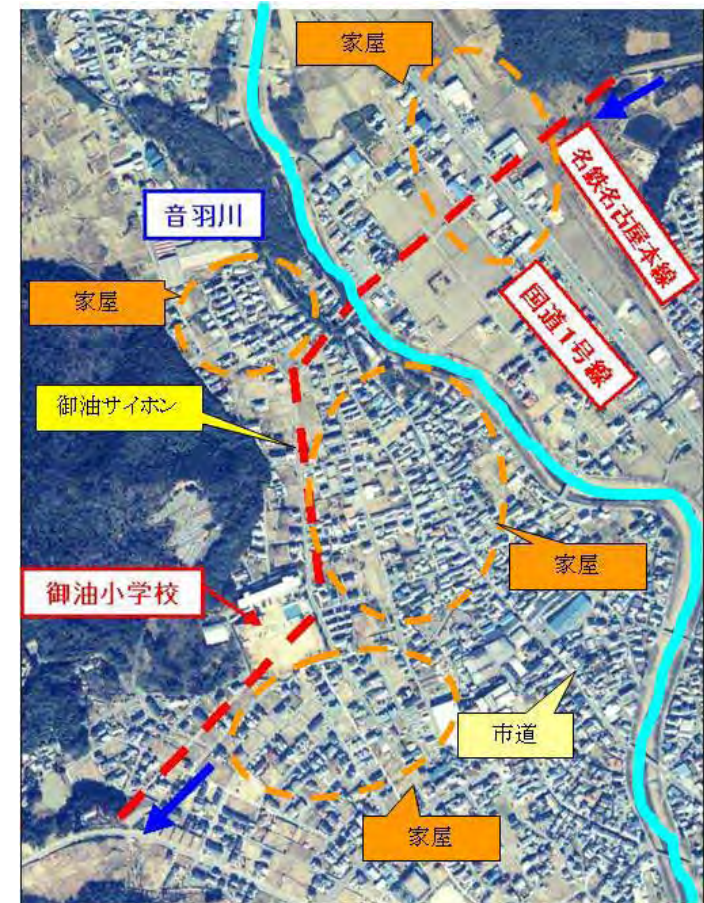 家屋
名鉄名古屋本線
音羽川
家屋
国道1号線
御油サイホン
家屋
御油小学校
市道
家屋